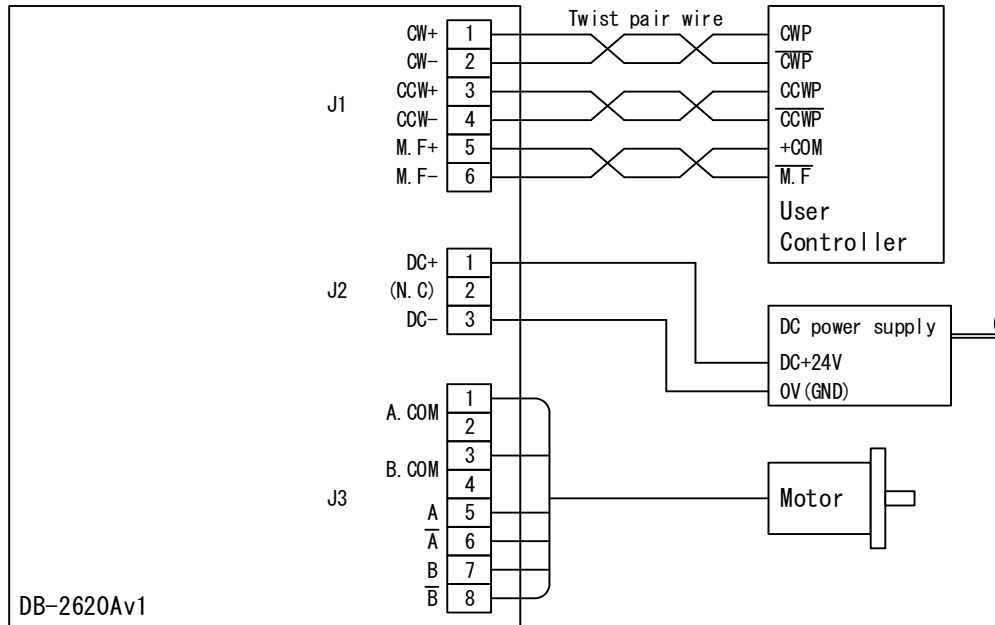 Twist pair wire
CW+ 1 CWP
CW- 2 C̅W̅P̅
CCW+ 3 CCWP
J1
CCW- 4 C̅C̅W̅P̅
M.F+ 5 +COM
M.F- 6 M̅.̅F̅
User
Controller
DC+ 1
J2 (N.C) 2
DC- 3
DC power supply
DC+24V
0V(GND)
1
A.COM
2
3
B.COM
4
J3
Motor
A 5
A̅ 6
B 7
B̅ 8
DB-2620Av1